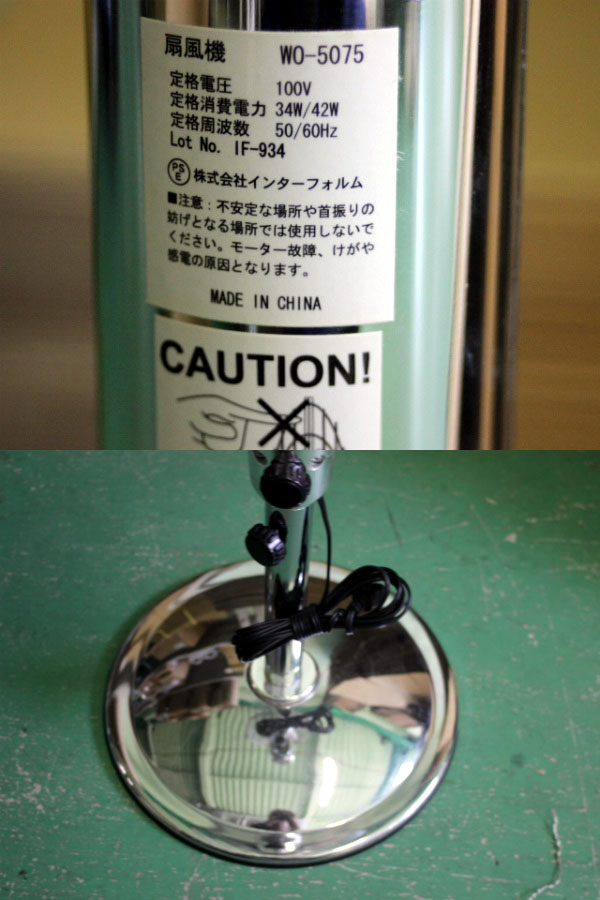 扇風機 WO-5075
定格電圧 100V
定格消費電力 34W/42W
定格周波数 50/60Hz
Lot No. IF-934
PSE 株式会社インターフォルム
■注意：不安定な場所や首振りの
妨げとなる場所では使用しないで
ください。モーター故障、けがや
感電の原因となります。
MADE IN CHINA
CAUTION!